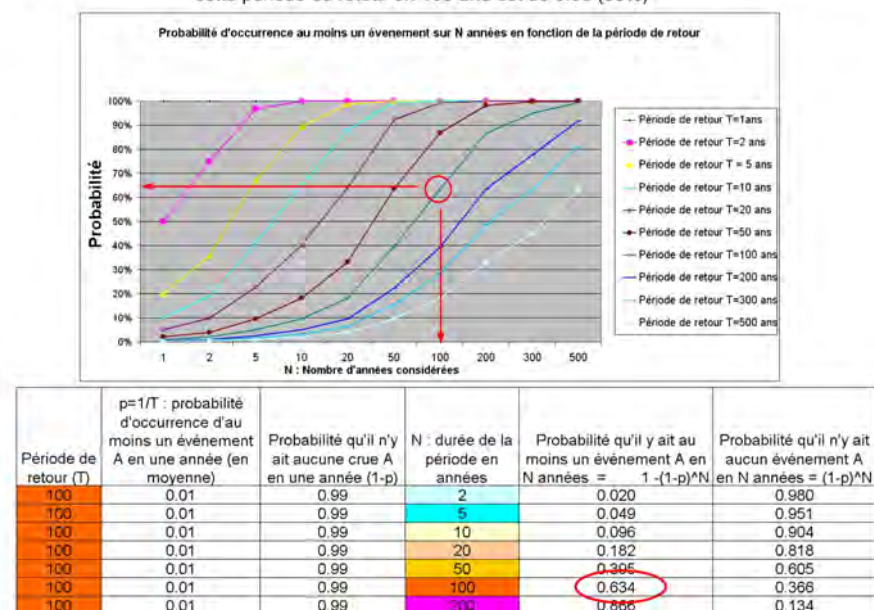 Probabilité d'occurrence au moins un évenement sur N années en fonction de la période de retour
100%
90%
80%
70%
60%
50%
40%
30%
20%
10%
0%
Probabilité
1 2 5 10 20 50 100 200 300 500
N : Nombre d'années considérées
Période de retour T=1ans
Période de retour T=2 ans
Période de retour T = 5 ans
Période de retour T=10 ans
Période de retour T=20 ans
Période de retour T=50 ans
Période de retour T=100 ans
Période de retour T=200 ans
Période de retour T=300 ans
Période de retour T=500 ans
Période de retour (T)
p=1/T : probabilité d'occurrence d'au moins un événement A en une année (en moyenne)
Probabilité qu'il n'y ait aucune crue A en une année (1-p)
N : durée de la période en années
Probabilité qu'il y ait au moins un événement A en N années = 1 -(1-p)^N
Probabilité qu'il n'y ait aucun événement A en N années = (1-p)^N
100 0.01 0.99 2 0.020 0.980
100 0.01 0.99 5 0.049 0.951
100 0.01 0.99 10 0.096 0.904
100 0.01 0.99 20 0.182 0.818
100 0.01 0.99 50 0.395 0.605
100 0.01 0.99 100 0.634 0.366
100 0.01 0.99 200 0.866 0.134